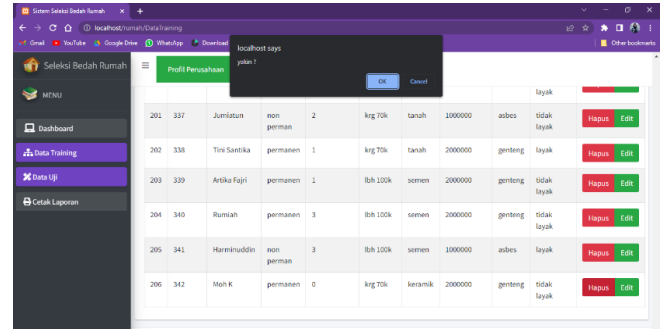 Sistem Seleksi Bedah Rumah
localhost/rumah/DataTraining
Gmail YouTube Google Drive WhatsApp Download Other bookmarks
localhost says
yakin ?
OK Cancel
Seleksi Bedah Rumah
Profil Perusahaan
MENU
Dashboard
Data Training
Data Uji
Cetak Laporan
layak
201 337 Jumiatun non perman 2 krg 70k tanah 1000000 asbes tidak layak Hapus Edit
202 338 Tini Santika permanen 1 krg 70k tanah 2000000 genteng layak Hapus Edit
203 339 Artika Fajri permanen 1 lbh 100k semen 2000000 genteng tidak layak Hapus Edit
204 340 Rumiah permanen 3 lbh 100k semen 2000000 genteng tidak layak Hapus Edit
205 341 Harminuddin non perman 3 lbh 100k semen 1000000 asbes layak Hapus Edit
206 342 Moh K permanen 0 krg 70k keramik 2000000 genteng tidak layak Hapus Edit